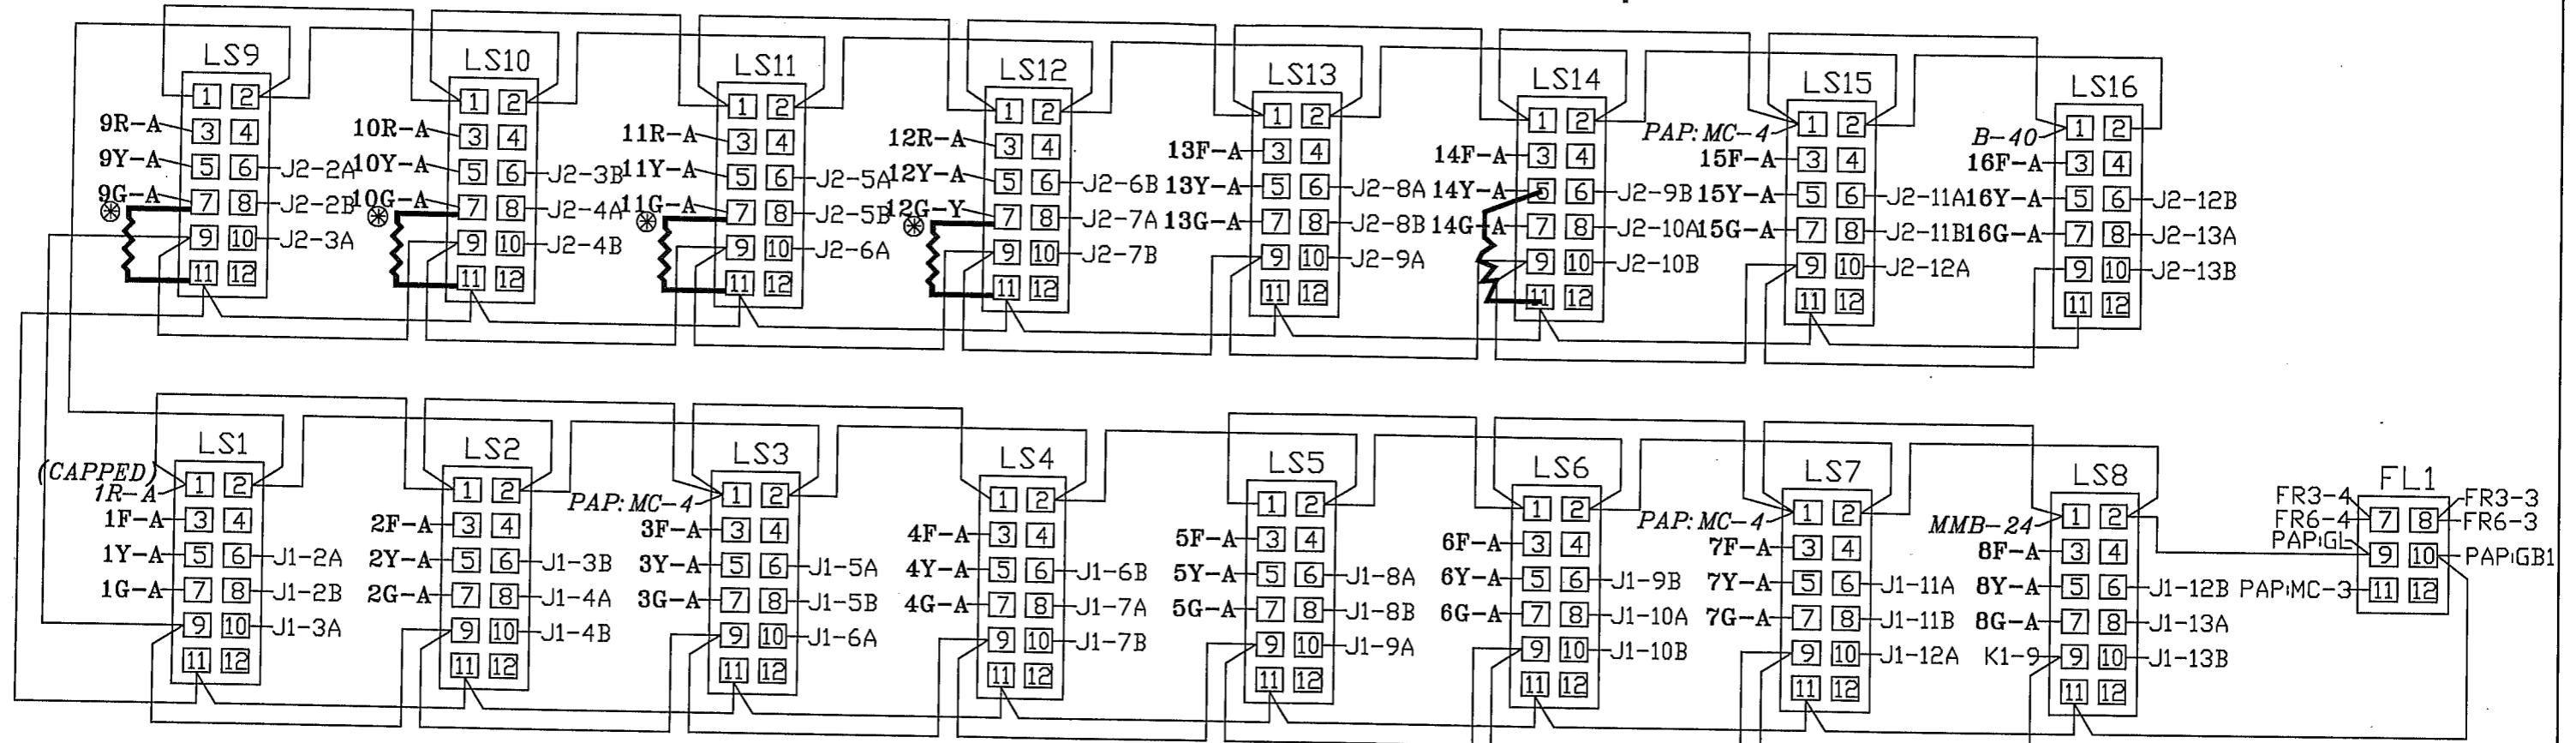 LS9 LS10 LS11 LS12 LS13 LS14 LS15 LS16
1 2 1 2 1 2 1 2 1 2 1 2 PAP:MC-4 1 2 B-40 1 2
9R-A 3 4 10R-A 3 4 11R-A 3 4 12R-A 3 4 13F-A 3 4 14F-A 3 4 15F-A 3 4 16F-A 3 4
9Y-A 5 6 J2-2A 10Y-A 5 6 J2-3B 11Y-A 5 6 J2-5A 12Y-A 5 6 J2-6B 13Y-A 5 6 J2-8A 14Y-A 5 6 J2-9B 15Y-A 5 6 J2-11A 16Y-A 5 6 J2-12B
9G-A 7 8 J2-2B 10G-A 7 8 J2-4A 11G-A 7 8 J2-5B 12G-Y 7 8 J2-7A 13G-A 7 8 J2-8B 14G-A 7 8 J2-10A 15G-A 7 8 J2-11B 16G-A 7 8 J2-13A
9 10 J2-3A 9 10 J2-4B 9 10 J2-6A 9 10 J2-7B 9 10 J2-9A 9 10 J2-10B 9 10 J2-12A 9 10 J2-13B
11 12 11 12 11 12 11 12 11 12 11 12 11 12 11 12
LS1 LS2 LS3 LS4 LS5 LS6 LS7 LS8 FL1
(CAPPED)
1R-A 1 2 1 2 PAP:MC-4 1 2 1 2 1 2 1 2 PAP:MC-4 1 2 MMB-24 1 2
1F-A 3 4 2F-A 3 4 3F-A 3 4 4F-A 3 4 5F-A 3 4 6F-A 3 4 7F-A 3 4 8F-A 3 4
1Y-A 5 6 J1-2A 2Y-A 5 6 J1-3B 3Y-A 5 6 J1-5A 4Y-A 5 6 J1-6B 5Y-A 5 6 J1-8A 6Y-A 5 6 J1-9B 7Y-A 5 6 J1-11A 8Y-A 5 6 J1-12B
1G-A 7 8 J1-2B 2G-A 7 8 J1-4A 3G-A 7 8 J1-5B 4G-A 7 8 J1-7A 5G-A 7 8 J1-8B 6G-A 7 8 J1-10A 7G-A 7 8 J1-11B 8G-A 7 8 J1-13A
9 10 J1-3A 9 10 J1-4B 9 10 J1-6A 9 10 J1-7B 9 10 J1-9A 9 10 J1-10B 9 10 J1-12A K1-9 9 10 J1-13B
11 12 11 12 11 12 11 12 11 12 11 12 11 12 11 12
FR3-4 FR3-3
FR6-4 7 8 FR6-3
PAP:GL 9 10 PAP:GB1
PAP:MC-3 11 12